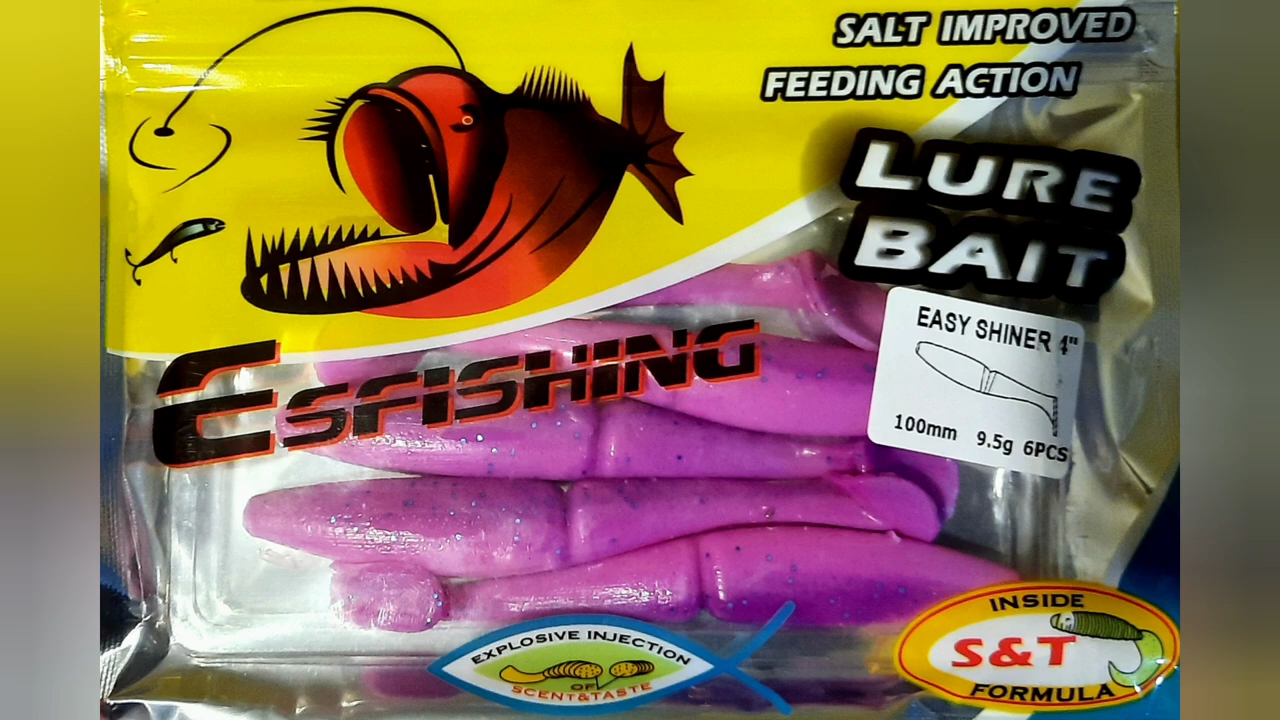 SALT IMPROVED
FEEDING ACTION
LURE
BAIT
ESFISHING
EASY SHINER 4"
100mm 9.5g 6PCS
EXPLOSIVE INJECTION
OF
SCENT&TASTE
INSIDE
S&T
FORMULA